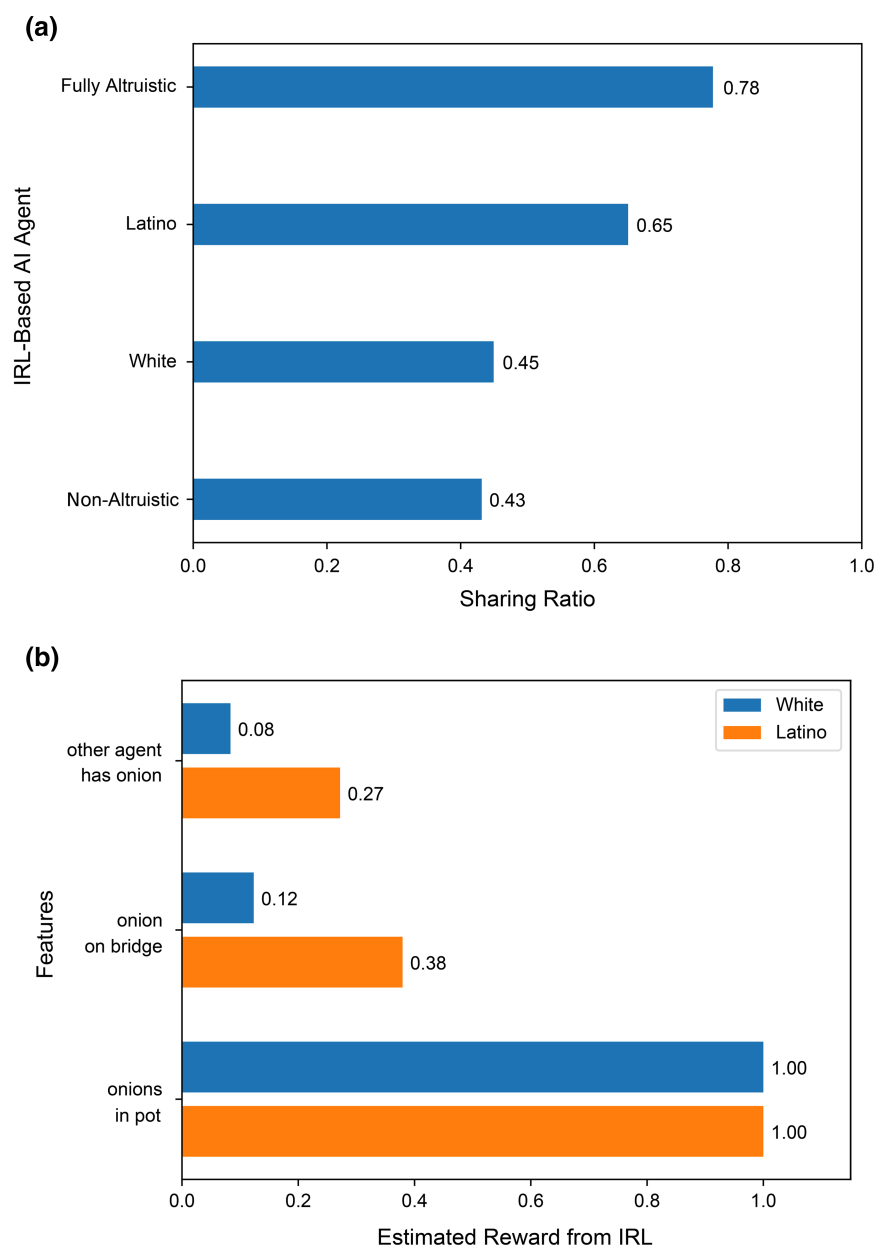 (a)
IRL-Based AI Agent
Fully Altruistic
0.78
Latino
0.65
White
0.45
Non-Altruistic
0.43
0.0 0.2 0.4 0.6 0.8 1.0
Sharing Ratio
(b)
White
Latino
Features
other agent
has onion
0.08
0.27
onion
on bridge
0.12
0.38
onions
in pot
1.00
1.00
0.0 0.2 0.4 0.6 0.8 1.0
Estimated Reward from IRL